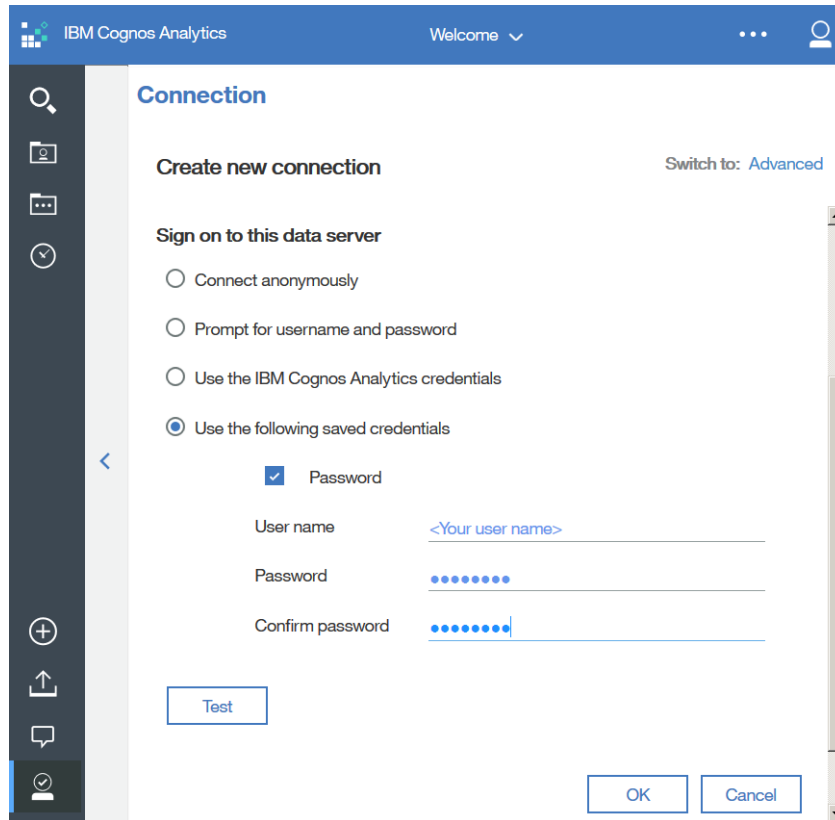 IBM Cognos Analytics Welcome
Connection
Create new connection Switch to: Advanced
Sign on to this data server
Connect anonymously
Prompt for username and password
Use the IBM Cognos Analytics credentials
Use the following saved credentials
Password
User name <Your user name>
Password ••••••••
Confirm password ••••••••
Test
OK Cancel